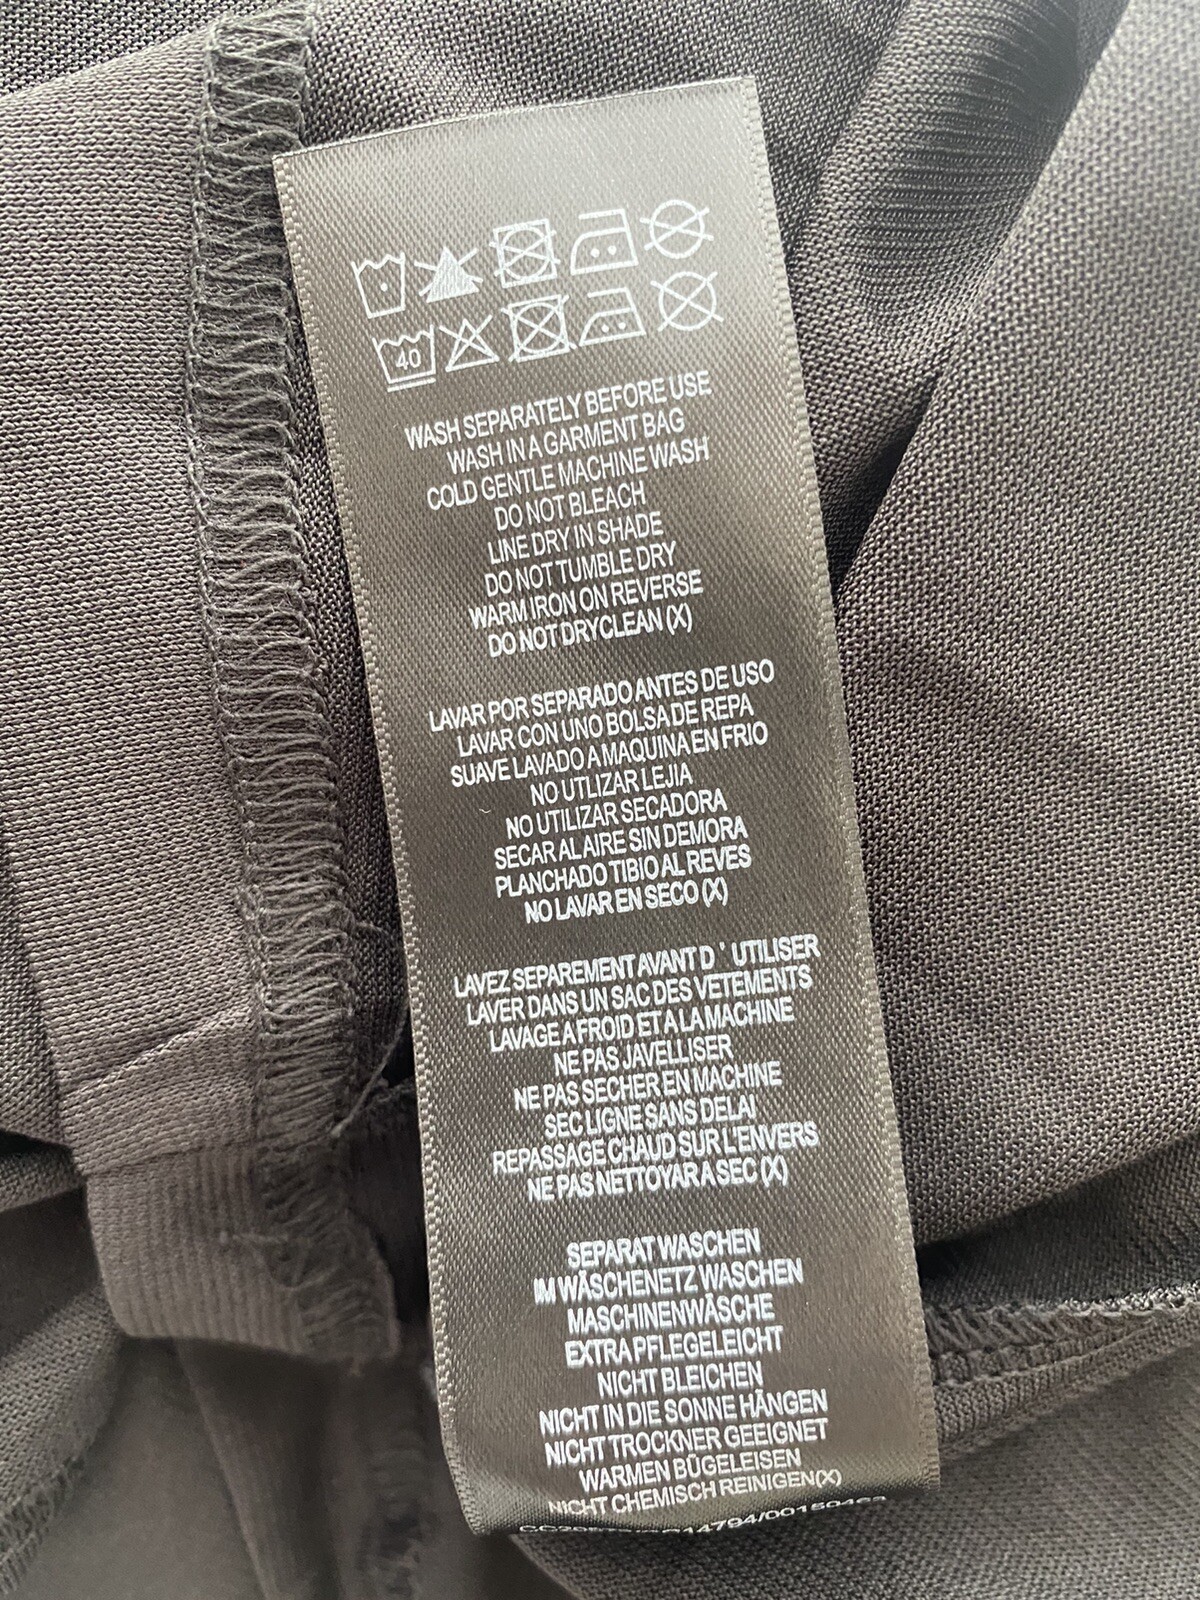 40
WASH SEPARATELY BEFORE USE
WASH IN A GARMENT BAG
COLD GENTLE MACHINE WASH
DO NOT BLEACH
LINE DRY IN SHADE
DO NOT TUMBLE DRY
WARM IRON ON REVERSE
DO NOT DRYCLEAN (X)
LAVAR POR SEPARADO ANTES DE USO
LAVAR CON UNO BOLSA DE REPA
SUAVE LAVADO A MAQUINA EN FRIO
NO UTLIZAR LEJIA
NO UTILIZAR SECADORA
SECAR AL AIRE SIN DEMORA
PLANCHADO TIBIO AL REVES
NO LAVAR EN SECO (X)
LAVEZ SEPAREMENT AVANT D ' UTILISER
LAVER DANS UN SAC DES VETEMENTS
LAVAGE A FROID ET A LA MACHINE
NE PAS JAVELLISER
NE PAS SECHER EN MACHINE
SEC LIGNE SANS DELAI
REPASSAGE CHAUD SUR L'ENVERS
NE PAS NETTOYAR A SEC (X)
SEPARAT WASCHEN
IM WÄSCHENETZ WASCHEN
MASCHINENWÄSCHE
EXTRA PFLEGELEICHT
NICHT BLEICHEN
NICHT IN DIE SONNE HÄNGEN
NICHT TROCKNER GEEIGNET
WARMEN BÜGELEISEN
NICHT CHEMISCH REINIGEN(X)